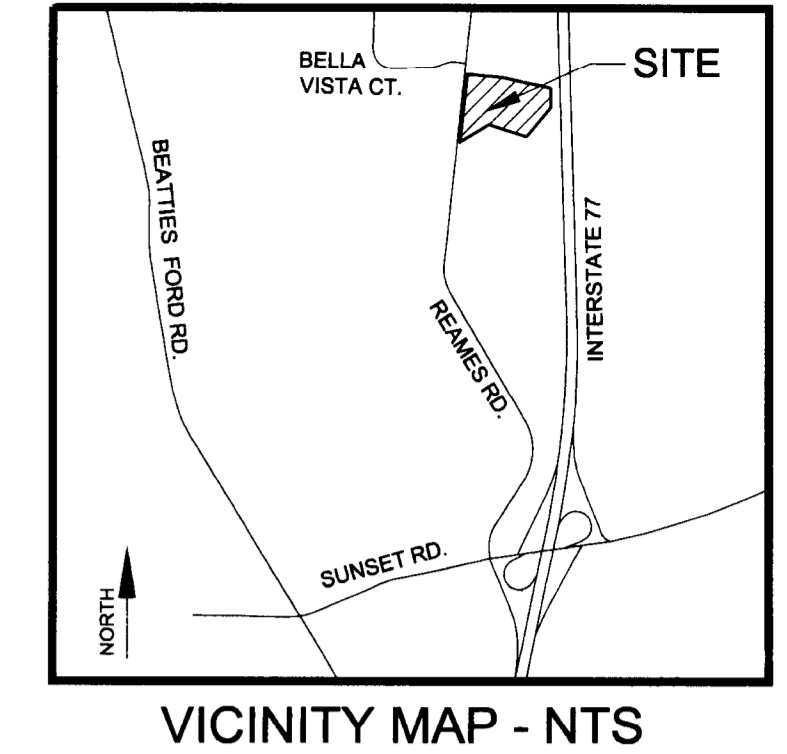 BELLA
VISTA CT.
SITE
BEATTIES FORD RD.
INTERSTATE 77
REAMES RD.
SUNSET RD.
NORTH
VICINITY MAP - NTS